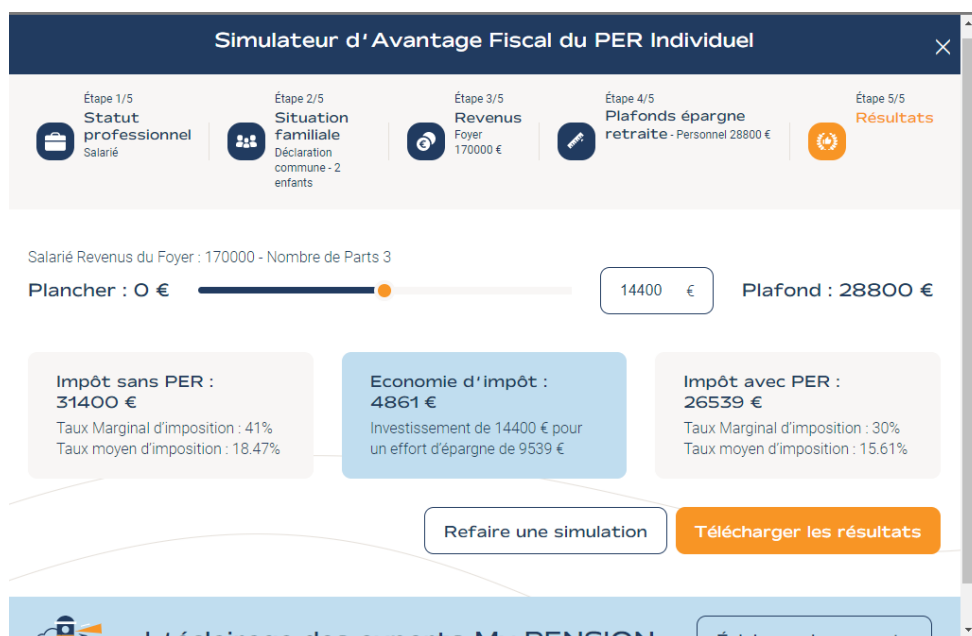 Simulateur d'Avantage Fiscal du PER Individuel
Étape 1/5
Statut
professionnel
Salarié
Étape 2/5
Situation
familiale
Déclaration
commune - 2
enfants
Étape 3/5
Revenus
Foyer
170000 €
Étape 4/5
Plafonds épargne
retraite - Personnel 28800 €
Étape 5/5
Résultats
Salarié Revenus du Foyer : 170000 - Nombre de Parts 3
Plancher : 0 €
14400 €
Plafond : 28800 €
Impôt sans PER :
31400 €
Taux Marginal d'imposition : 41%
Taux moyen d'imposition : 18.47%
Economie d'impôt :
4861 €
Investissement de 14400 € pour
un effort d'épargne de 9539 €
Impôt avec PER :
26539 €
Taux Marginal d'imposition : 30%
Taux moyen d'imposition : 15.61%
Refaire une simulation
Télécharger les résultats